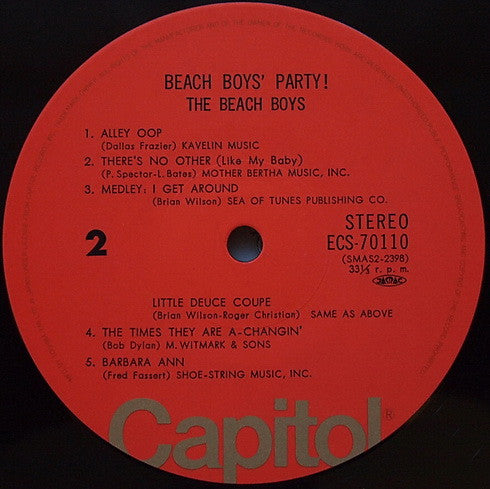 BEACH BOYS' PARTY!
THE BEACH BOYS
1. ALLEY OOP
(Dallas Frazier) KAVELIN MUSIC
2. THERE'S NO OTHER (Like My Baby)
(P. Spector-L. Bates) MOTHER BERTHA MUSIC, INC.
3. MEDLEY: I GET AROUND
(Brian Wilson) SEA OF TUNES PUBLISHING CO.
2
STEREO
ECS-70110
(SMAS2-2398)
33⅓ r. p. m.
LITTLE DEUCE COUPE
(Brian Wilson-Roger Christian) SAME AS ABOVE
4. THE TIMES THEY ARE A-CHANGIN'
(Bob Dylan) M. WITMARK & SONS
5. BARBARA ANN
(Fred Fassert) SHOE-STRING MUSIC, INC.
Capitol®